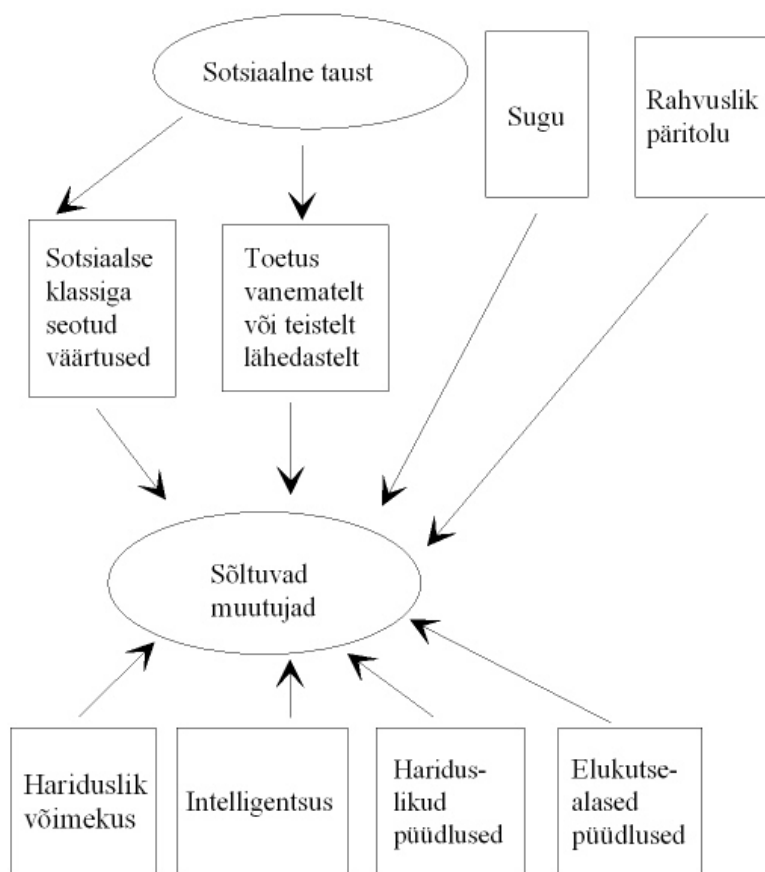 Sotsiaalne taust
Sugu
Rahvuslik
päritolu
Sotsiaalse
klassiga
seotud
väärtused
Toetus
vanematelt
või teistelt
lähedastelt
Sõltuvad
muutujad
Hariduslik
võimekus
Intelligentsus
Haridus-
likud
püüdlused
Elukutse-
alased
püüdlused